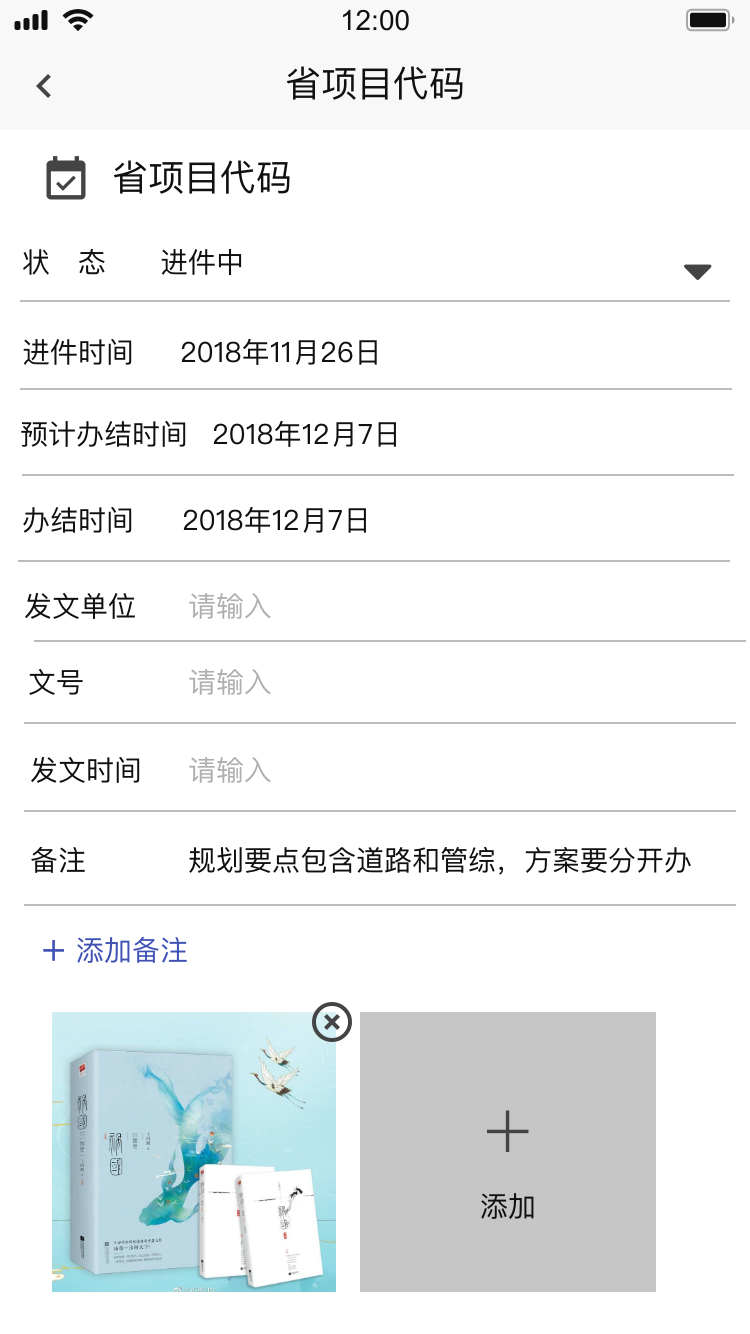 12:00
省项目代码
省项目代码
状 态 进件中
进件时间 2018年11月26日
预计办结时间 2018年12月7日
办结时间 2018年12月7日
发文单位 请输入
文号 请输入
发文时间 请输入
备注 规划要点包含道路和管综，方案要分开办
+ 添加备注
祸國
添加